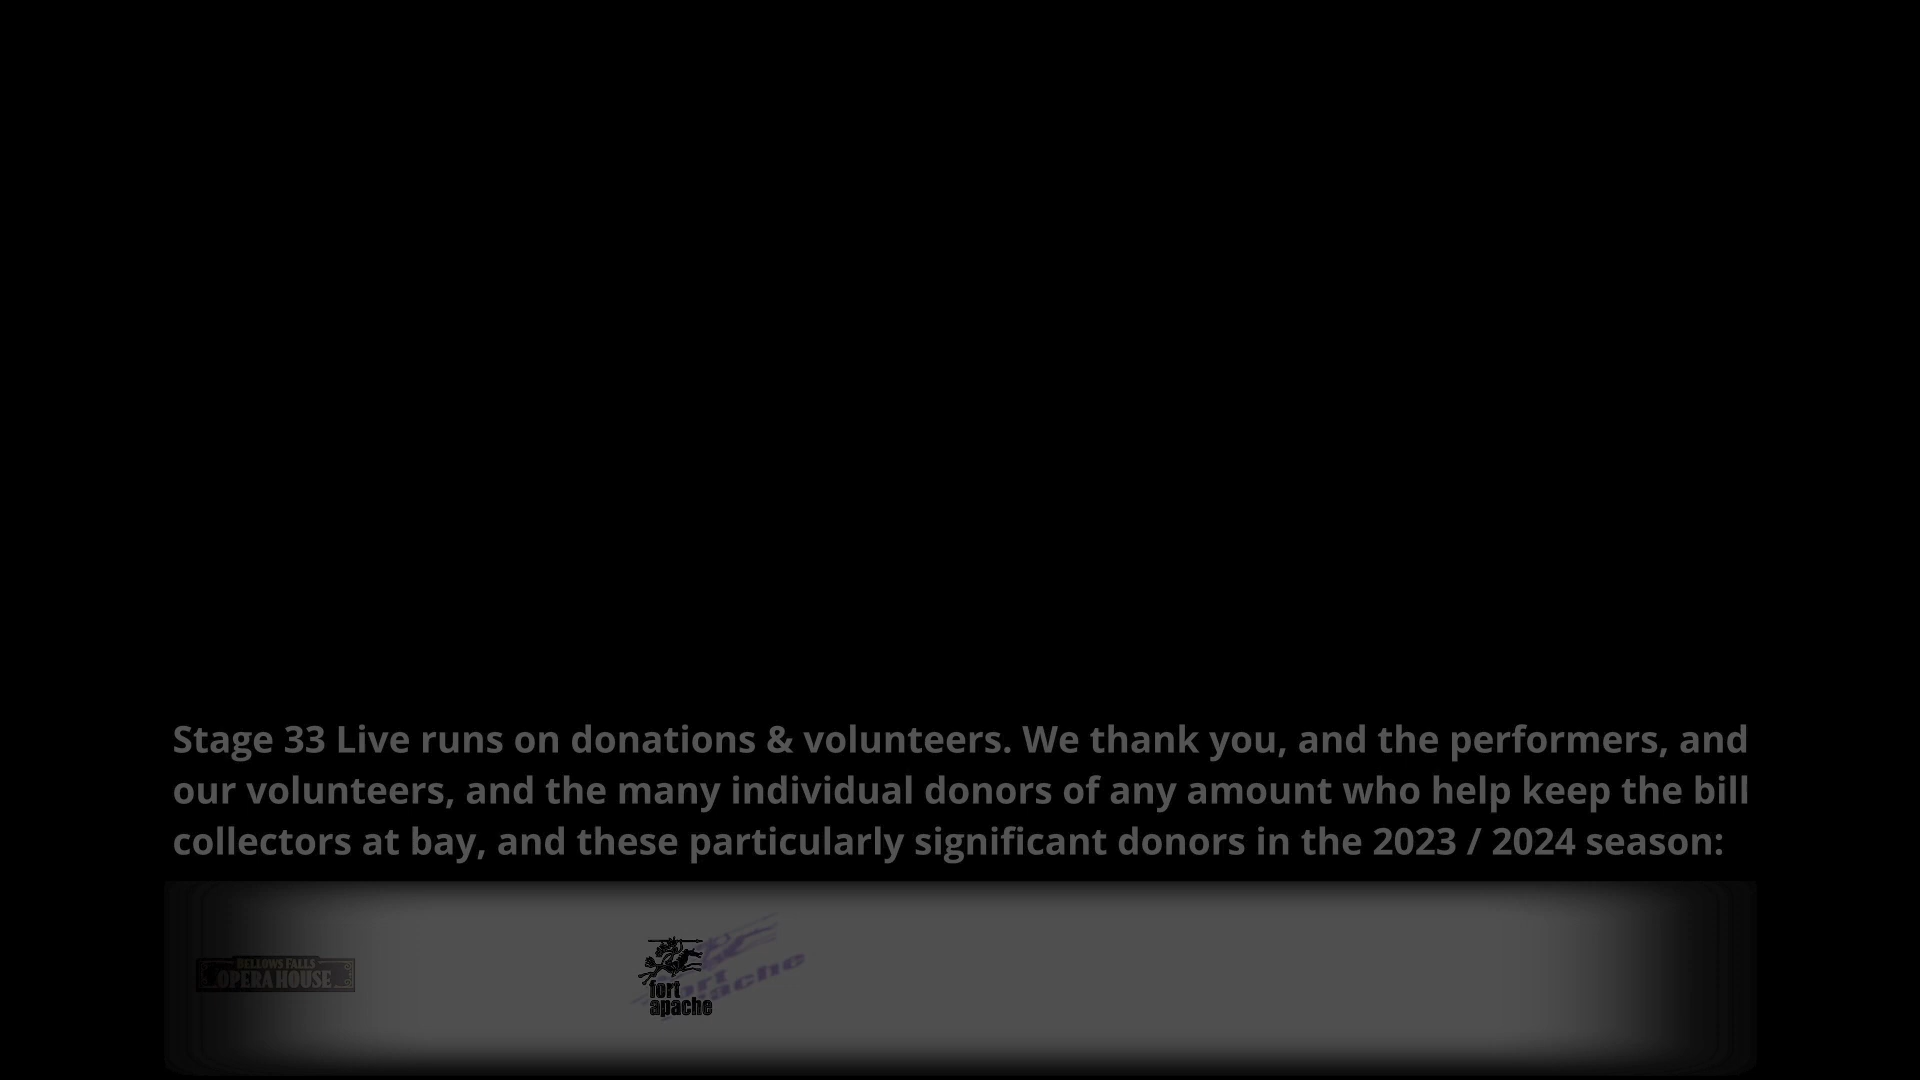 Stage 33 Live runs on donations & volunteers. We thank you, and the performers, and
our volunteers, and the many individual donors of any amount who help keep the bill
collectors at bay, and these particularly significant donors in the 2023 / 2024 season:
BELLOWS FALLS
OPERA HOUSE
fort
apache